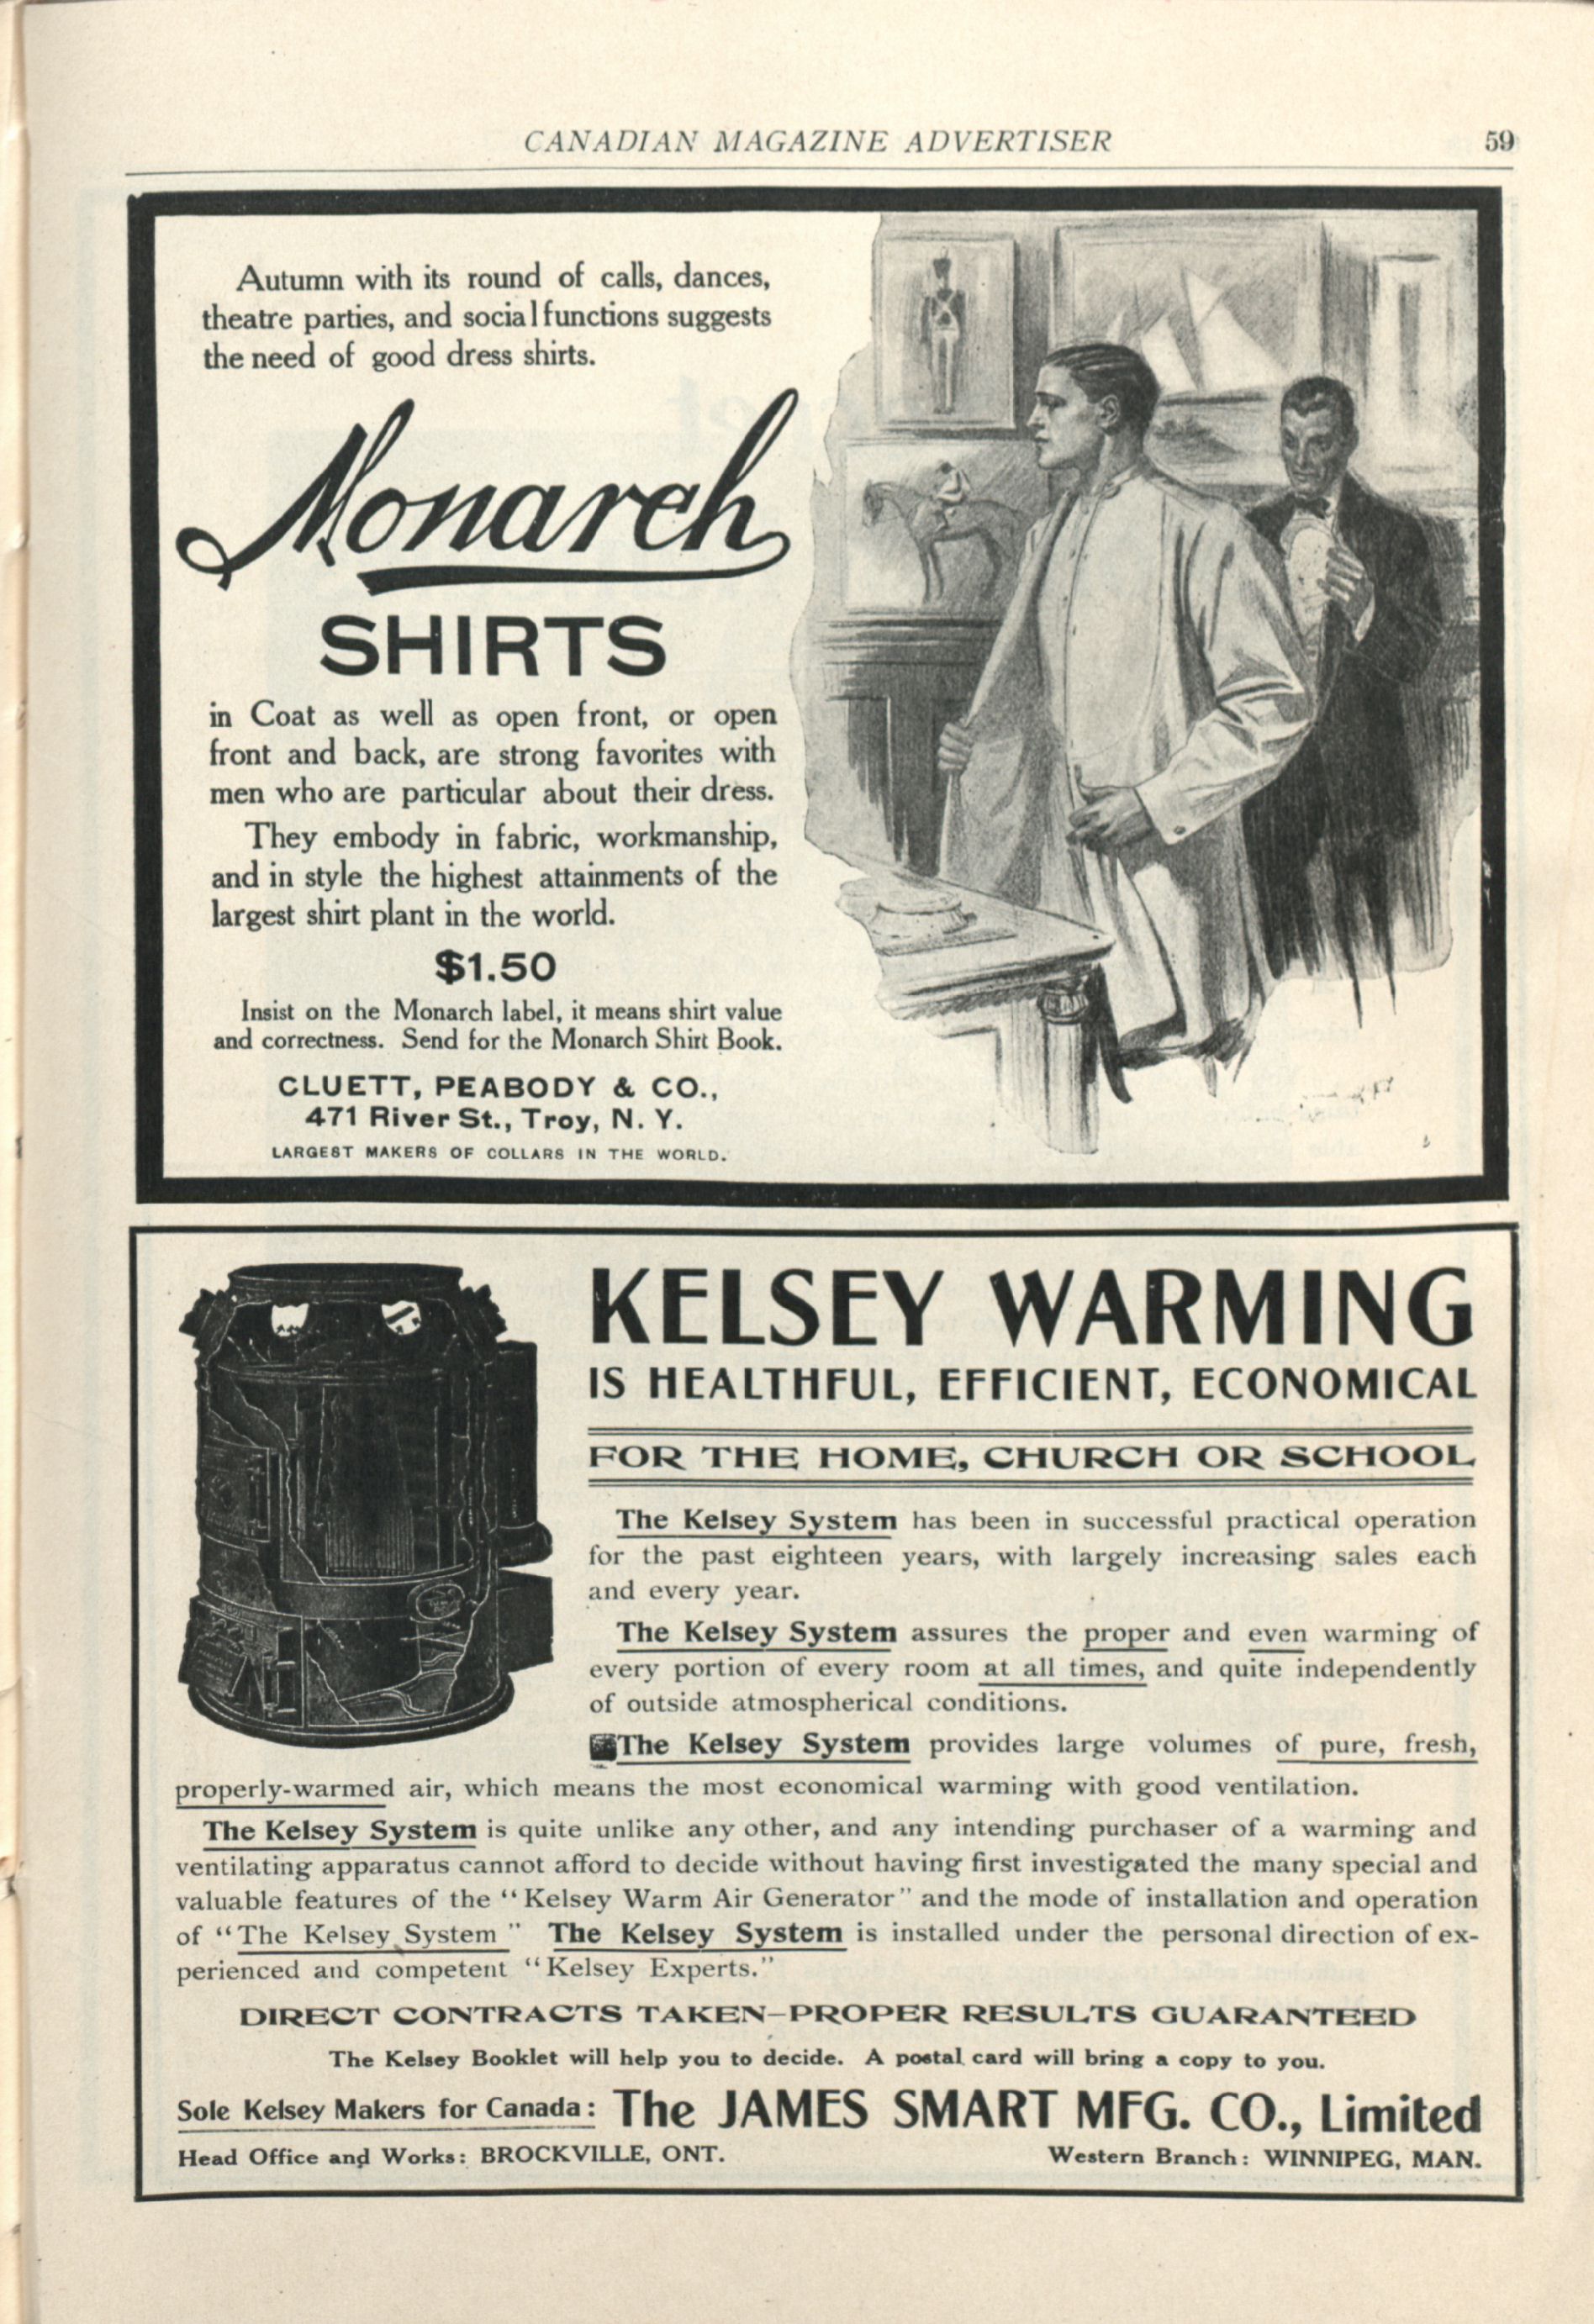 CANADIAN MAGAZINE ADVERTISER 59
Autumn with its round of calls, dances,
theatre parties, and social functions suggests
the need of good dress shirts.
Monarch
SHIRTS
in Coat as well as open front, or open
front and back, are strong favorites with
men who are particular about their dress.
They embody in fabric, workmanship,
and in style the highest attainments of the
largest shirt plant in the world.
$1.50
Insist on the Monarch label, it means shirt value
and correctness. Send for the Monarch Shirt Book.
CLUETT, PEABODY & CO.,
471 River St., Troy, N. Y.
LARGEST MAKERS OF COLLARS IN THE WORLD.
KELSEY WARMING
IS HEALTHFUL, EFFICIENT, ECONOMICAL
FOR THE HOME, CHURCH OR SCHOOL
The Kelsey System has been in successful practical operation
for the past eighteen years, with largely increasing sales each
and every year.
The Kelsey System assures the proper and even warming of
every portion of every room at all times, and quite independently
of outside atmospherical conditions.
The Kelsey System provides large volumes of pure, fresh,
properly-warmed air, which means the most economical warming with good ventilation.
The Kelsey System is quite unlike any other, and any intending purchaser of a warming and
ventilating apparatus cannot afford to decide without having first investigated the many special and
valuable features of the "Kelsey Warm Air Generator" and the mode of installation and operation
of "The Kelsey System" The Kelsey System is installed under the personal direction of ex-
perienced and competent "Kelsey Experts."
DIRECT CONTRACTS TAKEN—PROPER RESULTS GUARANTEED
The Kelsey Booklet will help you to decide. A postal card will bring a copy to you.
Sole Kelsey Makers for Canada: The JAMES SMART MFG. CO., Limited
Head Office and Works: BROCKVILLE, ONT. Western Branch: WINNIPEG, MAN.